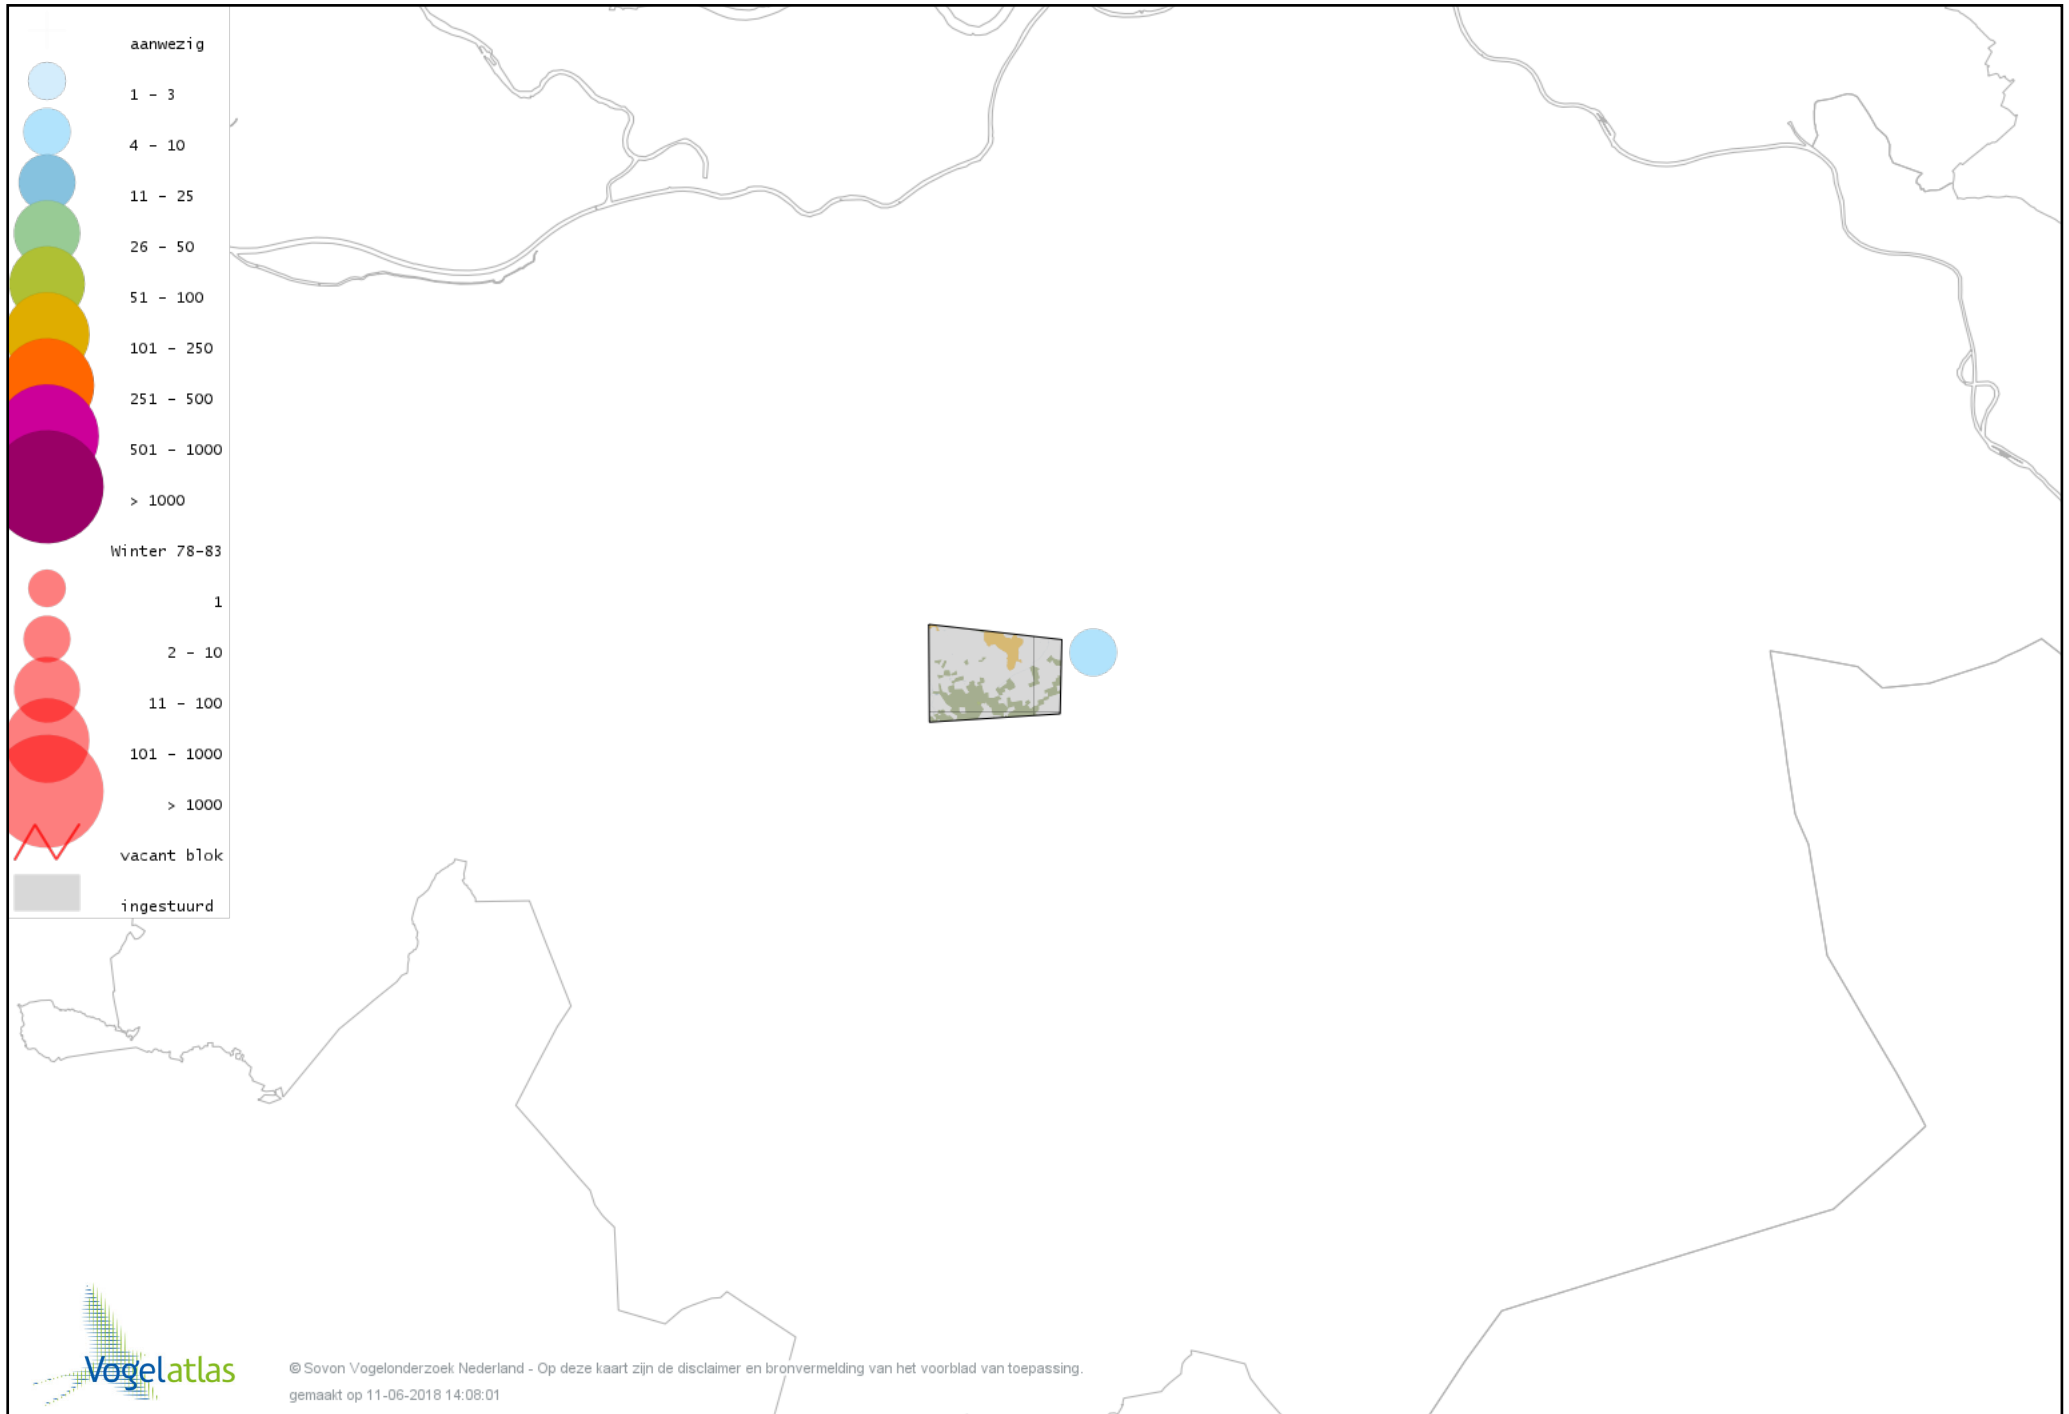 aanwezig
1 - 3
4 - 10
11 - 25
26 - 50
51 - 100
101 - 250
251 - 500
501 - 1000
> 1000
Winter 78-83
1
2 - 10
11 - 100
101 - 1000
> 1000
vacant blok
ingestuurd
Vogelatlas
© Sovon Vogelonderzoek Nederland - Op deze kaart zijn de disclaimer en bronvermelding van het voorblad van toepassing.
gemaakt op 11-06-2018 14:08:01